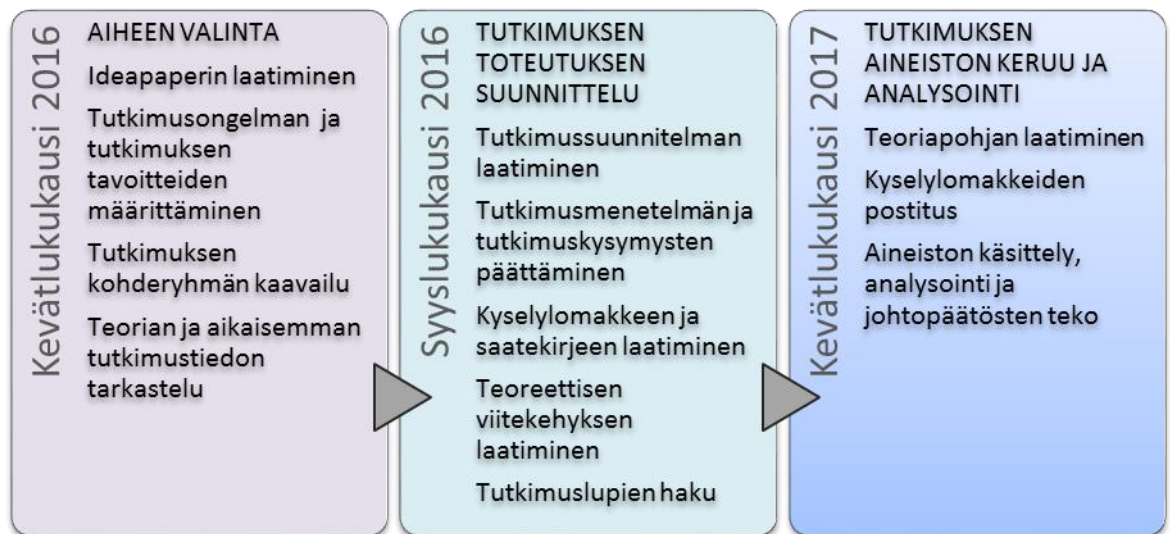 Kevätlukukausi 2016
AIHEEN VALINTA
Ideapaperin laatiminen
Tutkimusongelman ja
tutkimuksen
tavoitteiden
määrittäminen
Tutkimuksen
kohderyhmän kaavailu
Teorian ja aikaisemman
tutkimustiedon
tarkastelu
Syyslukukausi 2016
TUTKIMUKSEN
TOTEUTUKSEN
SUUNNITTELU
Tutkimussuunnitelman
laatiminen
Tutkimusmenetelmän ja
tutkimuskysymysten
päättäminen
Kyselylomakkeen ja
saatekirjeen laatiminen
Teoreettisen
viitekehyksen
laatiminen
Tutkimuslupien haku
Kevätlukukausi 2017
TUTKIMUKSEN
AINEISTON KERUU JA
ANALYSOINTI
Teoriapohjan laatiminen
Kyselylomakkeiden
postitus
Aineiston käsittely,
analysointi ja
johtopäätösten teko